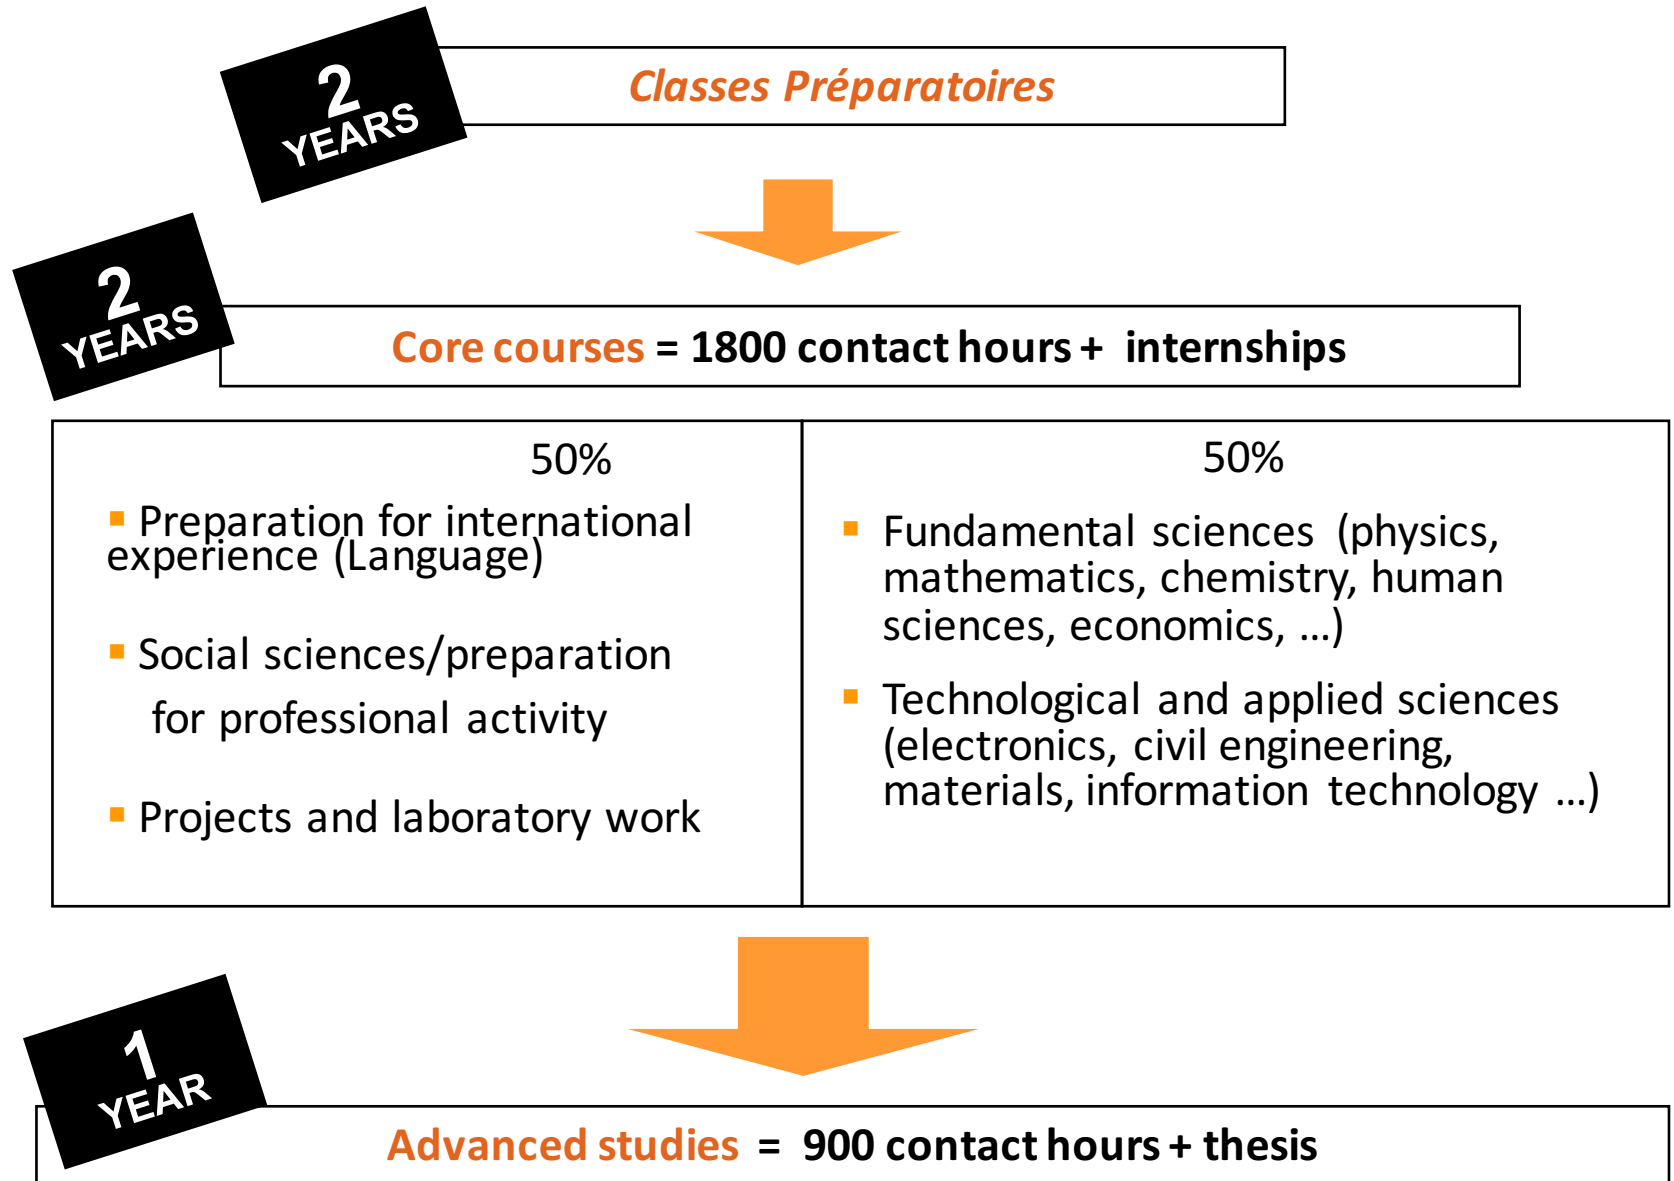 2
YEARS
Classes Préparatoires
2
YEARS
Core courses = 1800 contact hours + internships
50%
▪ Preparation for international
experience (Language)
▪ Social sciences/preparation
for professional activity
▪ Projects and laboratory work
50%
▪ Fundamental sciences (physics,
mathematics, chemistry, human
sciences, economics, ...)
▪ Technological and applied sciences
(electronics, civil engineering,
materials, information technology ...)
1
YEAR
Advanced studies = 900 contact hours + thesis